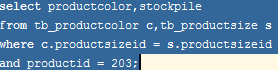 select productcolor,stockpile
from tb_productcolor c,tb_productsize s
where c.productsizeid = s.productsizeid
and productid = 203;